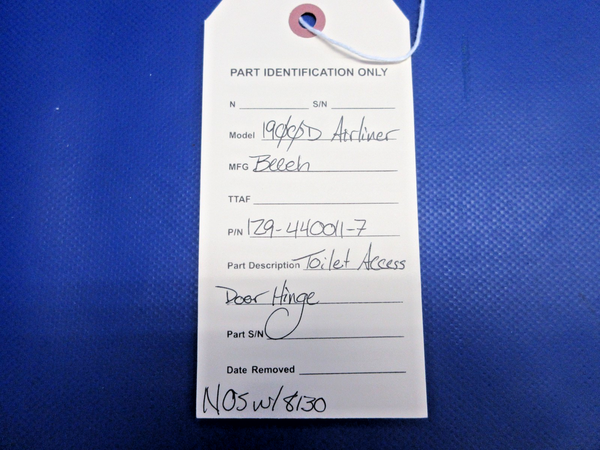 PART IDENTIFICATION ONLY
N S/N
Model 1900D Airliner
MFG Beech
TTAF
P/N 129-440011-7
Part Description Toilet Access
Door Hinge
Part S/N
Date Removed
NOS w/ 8130